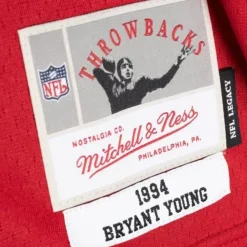 THROWBACKS
NFL
NOSTALGIA CO.
Mitchell & Ness
PHILADELPHIA, PA.
NFL LEGACY
1994
BRYANT YOUNG